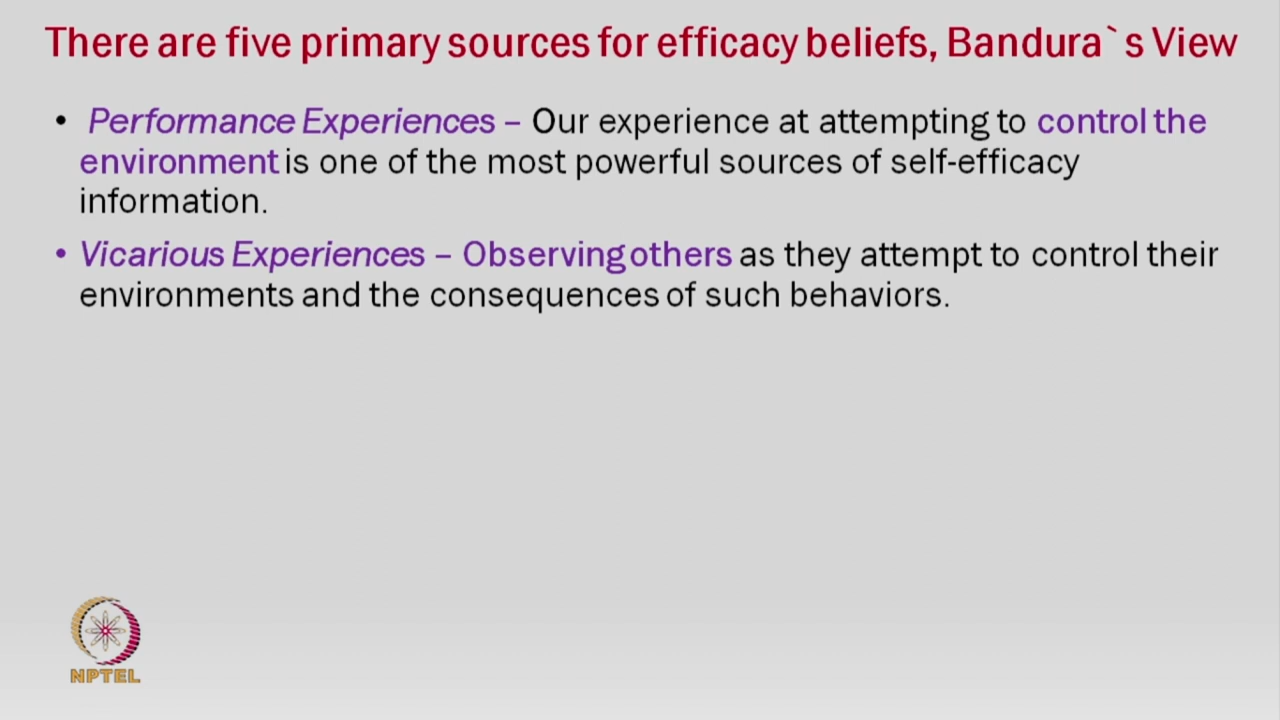 There are five primary sources for efficacy beliefs, Bandura`s View
• Performance Experiences – Our experience at attempting to control the
environment is one of the most powerful sources of self-efficacy
information.
• Vicarious Experiences – Observing others as they attempt to control their
environments and the consequences of such behaviors.
NPTEL